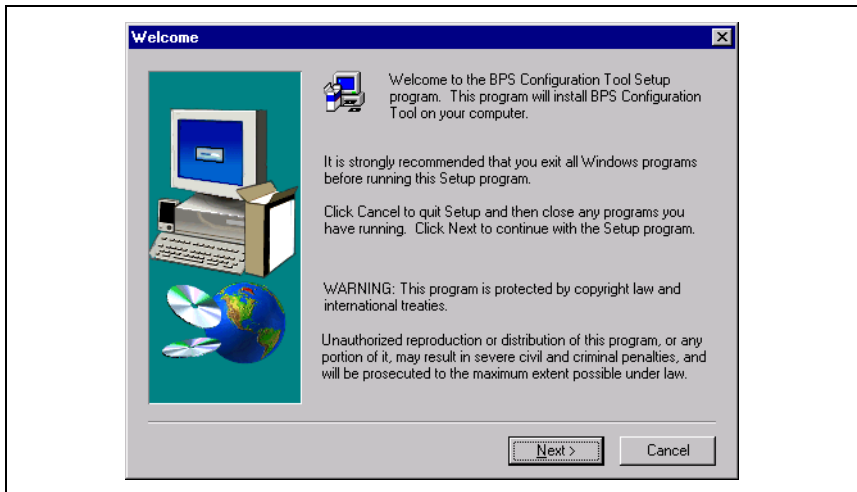 Welcome
Welcome to the BPS Configuration Tool Setup
program. This program will install BPS Configuration
Tool on your computer.
It is strongly recommended that you exit all Windows programs
before running this Setup program.
Click Cancel to quit Setup and then close any programs you
have running. Click Next to continue with the Setup program.
WARNING: This program is protected by copyright law and
international treaties.
Unauthorized reproduction or distribution of this program, or any
portion of it, may result in severe civil and criminal penalties, and
will be prosecuted to the maximum extent possible under law.
Next >
Cancel